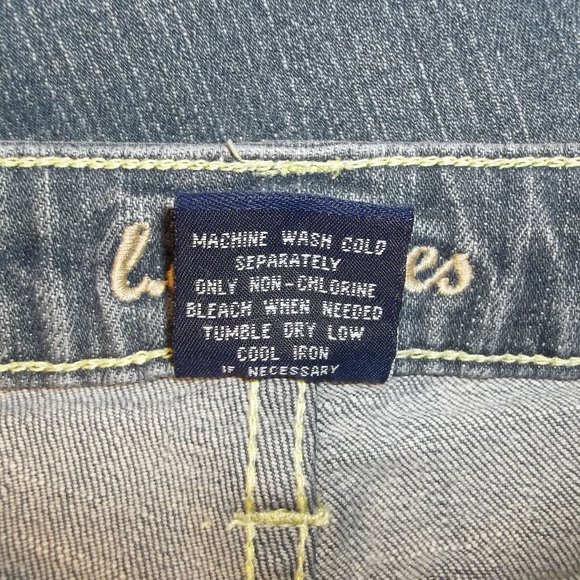 MACHINE WASH COLD
SEPARATELY
ONLY NON-CHLORINE
BLEACH WHEN NEEDED
TUMBLE DRY LOW
COOL IRON
IF NECESSARY